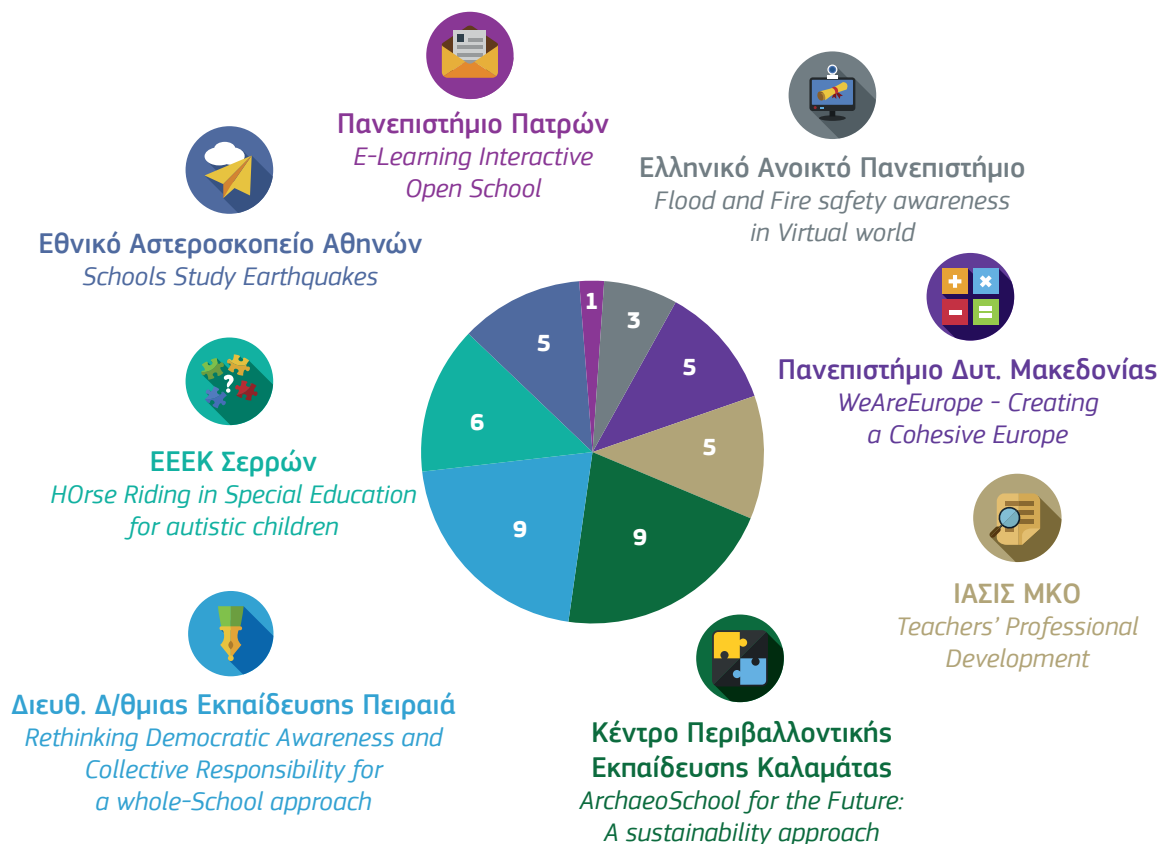 Πανεπιστήμιο Πατρών
E-Learning Interactive
Open School
Ελληνικό Ανοικτό Πανεπιστήμιο
Flood and Fire safety awareness
in Virtual world
Εθνικό Αστεροσκοπείο Αθηνών
Schools Study Earthquakes
Πανεπιστήμιο Δυτ. Μακεδονίας
WeAreEurope - Creating
a Cohesive Europe
ΕΕΕΚ Σερρών
HOrse Riding in Special Education
for autistic children
?
1
3
5
5
9
9
6
5
ΙΑΣΙΣ ΜΚΟ
Teachers' Professional
Development
Διευθ. Δ/θμιας Εκπαίδευσης Πειραιά
Rethinking Democratic Awareness and
Collective Responsibility for
a whole-School approach
Κέντρο Περιβαλλοντικής
Εκπαίδευσης Καλαμάτας
ArchaeoSchool for the Future:
A sustainability approach